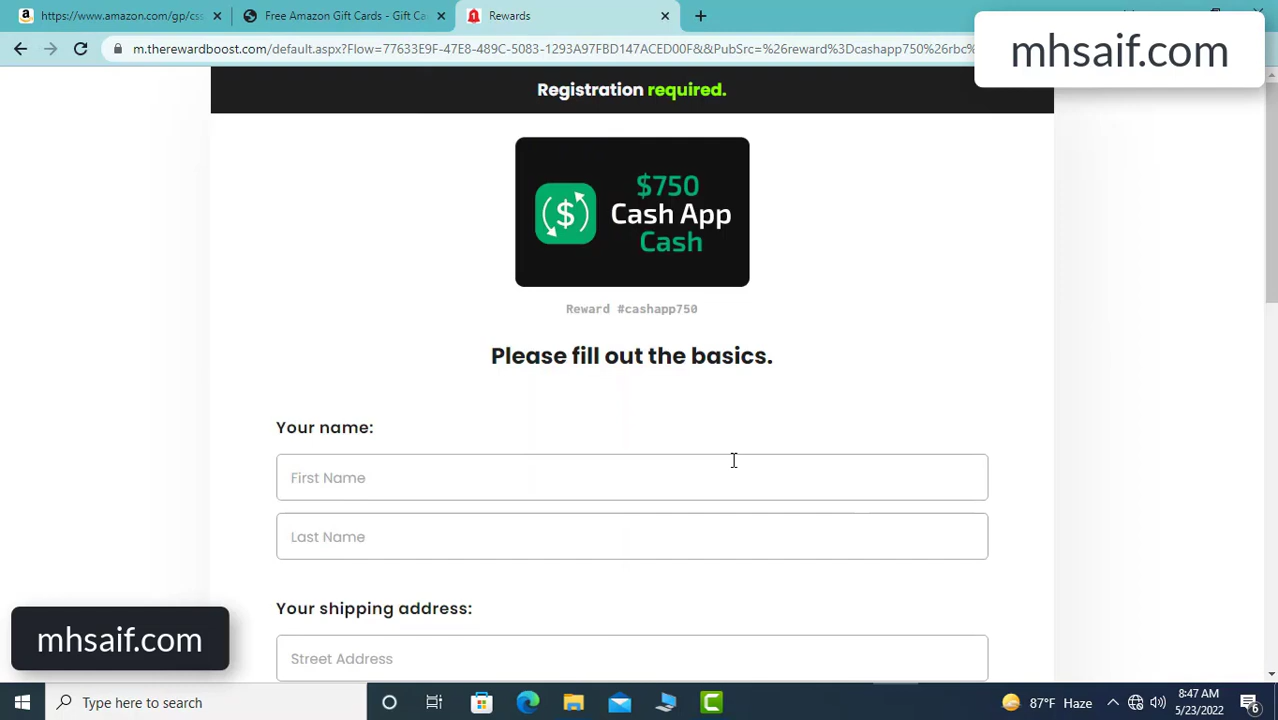 https://www.amazon.com/gp/css
Free Amazon Gift Cards - Gift Ca
Rewards
m.therewardboost.com/default.aspx?Flow=77633E9F-47E8-489C-5083-1293A97FBD147ACED00F&&PubSrc=%26reward%3Dcashapp750%26rbc%
mhsaif.com
Registration required.
$750
Cash App
Cash
Reward #cashapp750
Please fill out the basics.
Your name:
First Name
Last Name
Your shipping address:
Street Address
mhsaif.com
Type here to search
87°F Haze
8:47 AM
5/23/2022
6